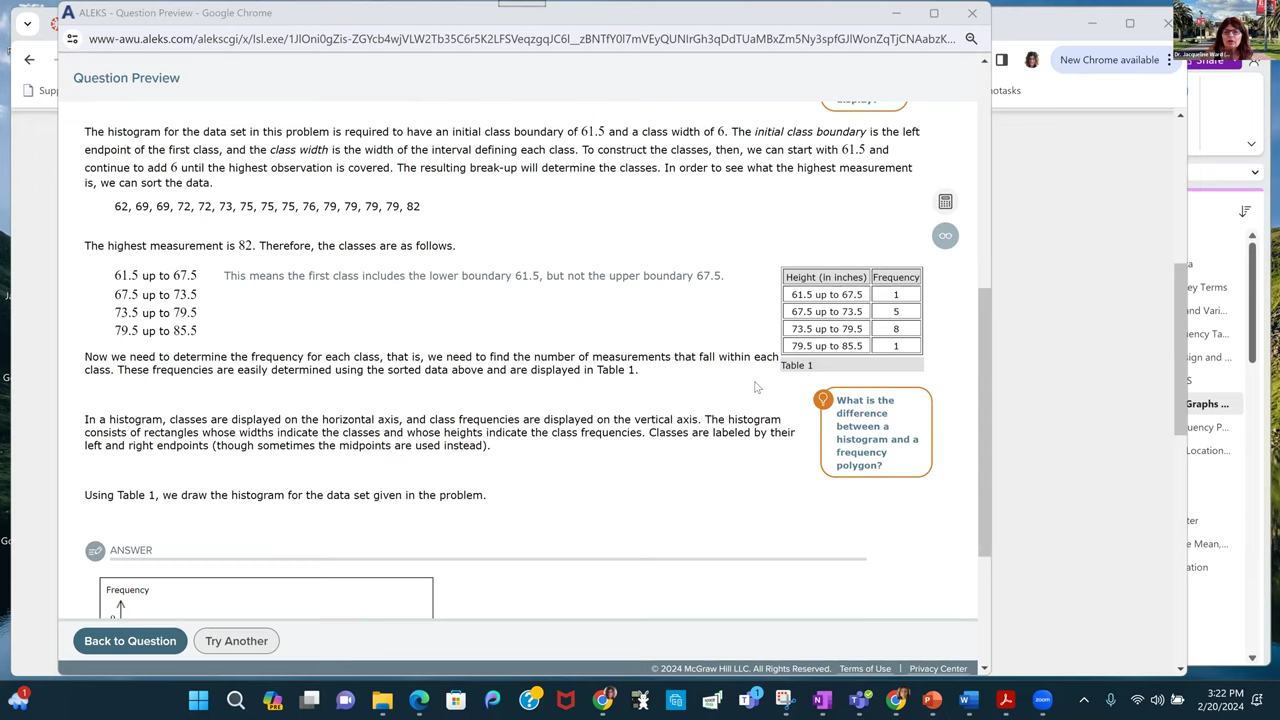 ALEKS - Question Preview - Google Chrome
New Chrome available
Share
Question Preview
Supp
notasks
display?
The histogram for the data set in this problem is required to have an initial class boundary of 61.5 and a class width of 6. The initial class boundary is the left
endpoint of the first class, and the class width is the width of the interval defining each class. To construct the classes, then, we can start with 61.5 and
continue to add 6 until the highest observation is covered. The resulting break-up will determine the classes. In order to see what the highest measurement
is, we can sort the data.
62, 69, 69, 72, 72, 73, 75, 75, 75, 76, 79, 79, 79, 79, 82
The highest measurement is 82. Therefore, the classes are as follows.
61.5 up to 67.5 This means the first class includes the lower boundary 61.5, but not the upper boundary 67.5.
67.5 up to 73.5
73.5 up to 79.5
79.5 up to 85.5
Height (in inches) Frequency
61.5 up to 67.5 1
67.5 up to 73.5 5
73.5 up to 79.5 8
79.5 up to 85.5 1
Table 1
Now we need to determine the frequency for each class, that is, we need to find the number of measurements that fall within each
class. These frequencies are easily determined using the sorted data above and are displayed in Table 1.
In a histogram, classes are displayed on the horizontal axis, and class frequencies are displayed on the vertical axis. The histogram
consists of rectangles whose widths indicate the classes and whose heights indicate the class frequencies. Classes are labeled by their
left and right endpoints (though sometimes the midpoints are used instead).
What is the
difference
between a
histogram and a
frequency
polygon?
Using Table 1, we draw the histogram for the data set given in the problem.
ANSWER
Frequency
Back to Question
Try Another
© 2024 McGraw Hill LLC. All Rights Reserved. Terms of Use | Privacy Center
ey Terms
and Vari...
requency Ta...
sign and ...
Graphs ...
quency P...
Location...
ter
e Mean,...
ation
3:22 PM
2/20/2024